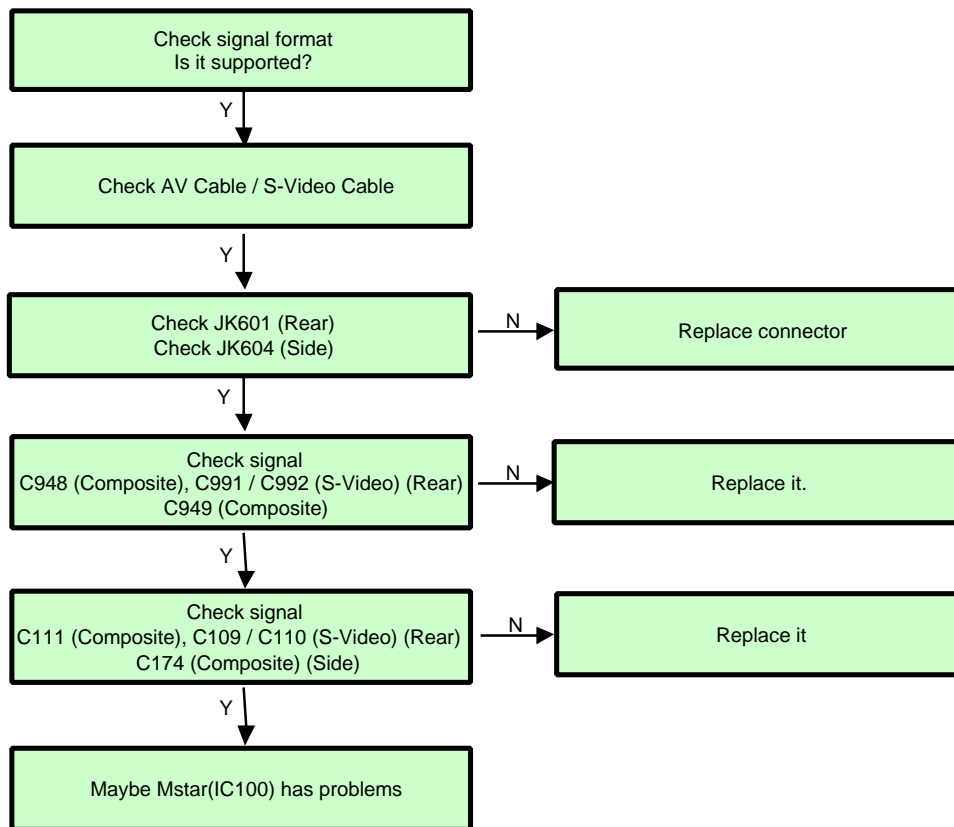 Check signal format
Is it supported?
Y
Check AV Cable / S-Video Cable
Y
Check JK601 (Rear)
Check JK604 (Side)
N
Replace connector
Y
Check signal
C948 (Composite), C991 / C992 (S-Video) (Rear)
C949 (Composite)
N
Replace it.
Y
Check signal
C111 (Composite), C109 / C110 (S-Video) (Rear)
C174 (Composite) (Side)
N
Replace it
Y
Maybe Mstar(IC100) has problems